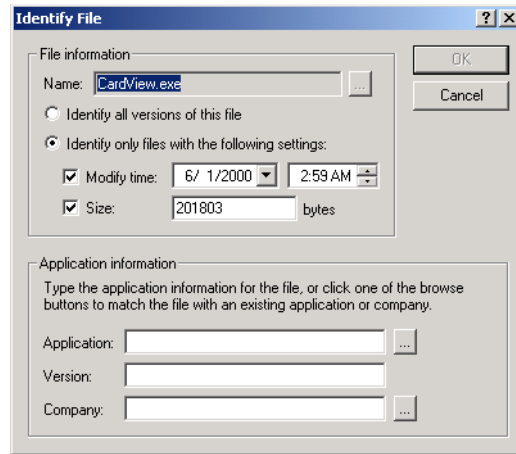 Identify File
File information
OK
Name: CardView.exe ...
Cancel
Identify all versions of this file
Identify only files with the following settings:
Modify time: 6/ 1/2000 2:59 AM
Size: 201803 bytes
Application information
Type the application information for the file, or click one of the browse
buttons to match the file with an existing application or company.
Application: ...
Version:
Company: ...